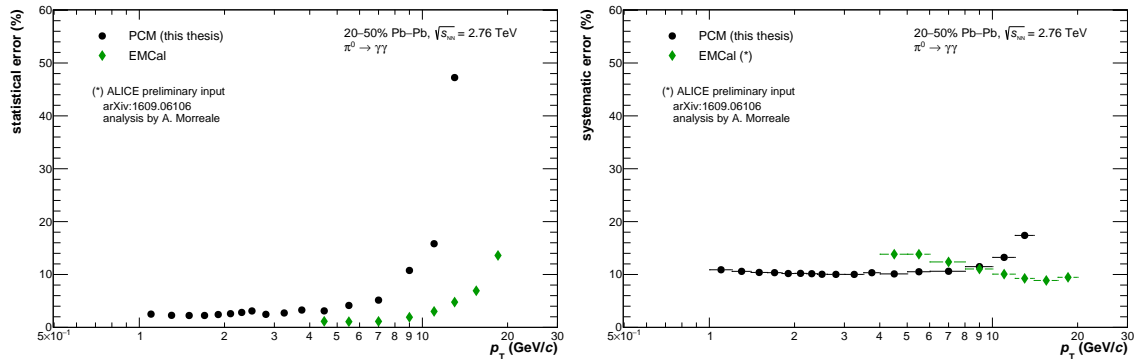 statistical error (%)
60
50
40
30
20
10
0
PCM (this thesis)
EMCal
(*) ALICE preliminary input
arXiv:1609.06106
analysis by A. Morreale
20–50% Pb–Pb, √s_NN = 2.76 TeV
π⁰ → γγ
5×10⁻¹ 1 2 3 4 5 6 7 8 9 10 20 30
p_T (GeV/c)
systematic error (%)
60
50
40
30
20
10
0
PCM (this thesis)
EMCal (*)
(*) ALICE preliminary input
arXiv:1609.06106
analysis by A. Morreale
20–50% Pb–Pb, √s_NN = 2.76 TeV
π⁰ → γγ
5×10⁻¹ 1 2 3 4 5 6 7 8 9 10 20 30
p_T (GeV/c)